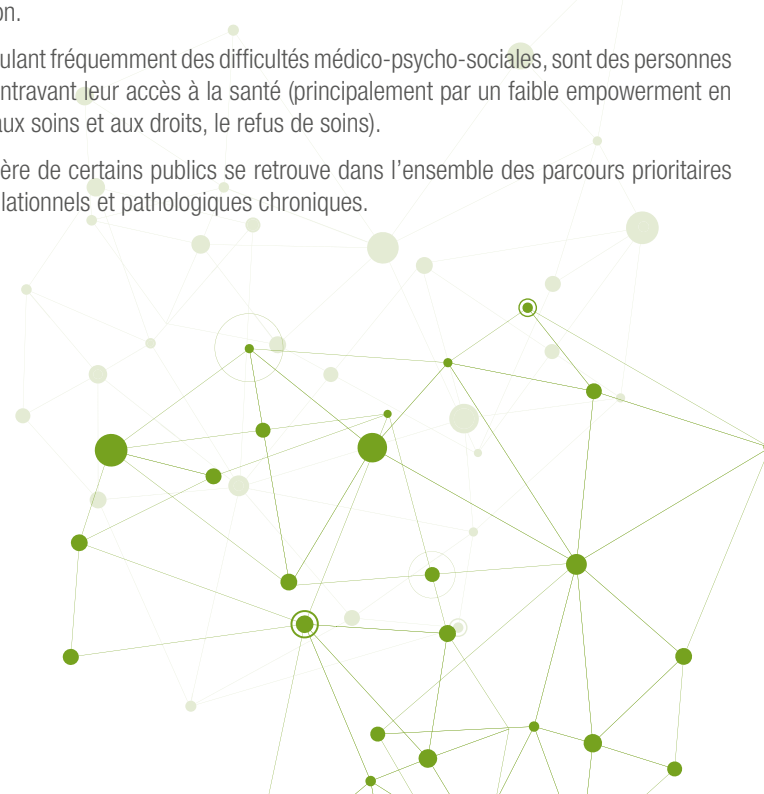 on.
ulant fréquemment des difficultés médico-psycho-sociales, sont des personnes
ntravant leur accès à la santé (principalement par un faible empowerment en
aux soins et aux droits, le refus de soins).
ère de certains publics se retrouve dans l’ensemble des parcours prioritaires
lationnels et pathologiques chroniques.